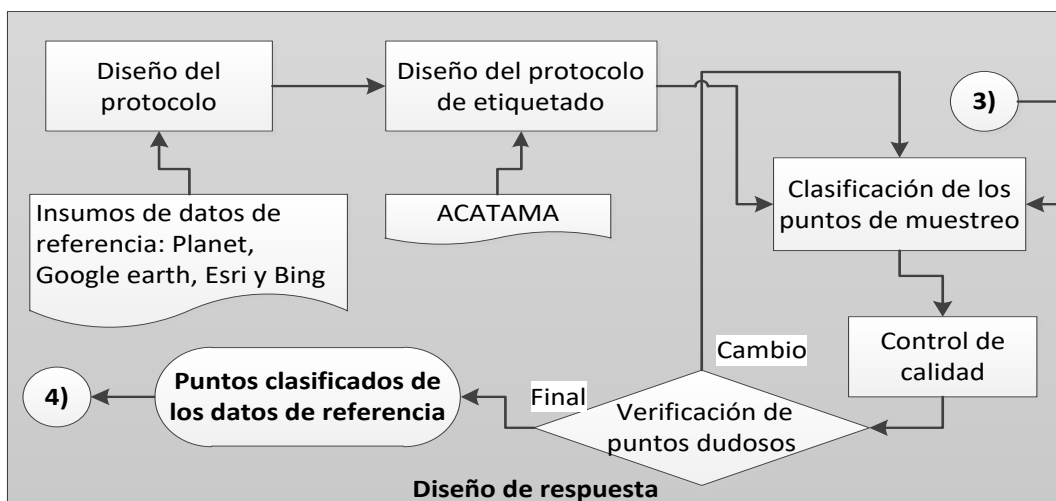 Diseño del
protocolo
Diseño del protocolo
de etiquetado
3)
Insumos de datos de
referencia: Planet,
Google earth, Esri y Bing
ACATAMA
Clasificación de los
puntos de muestreo
Control de
calidad
Cambio
Verificación de
puntos dudosos
Final
Puntos clasificados de
los datos de referencia
4)
Diseño de respuesta